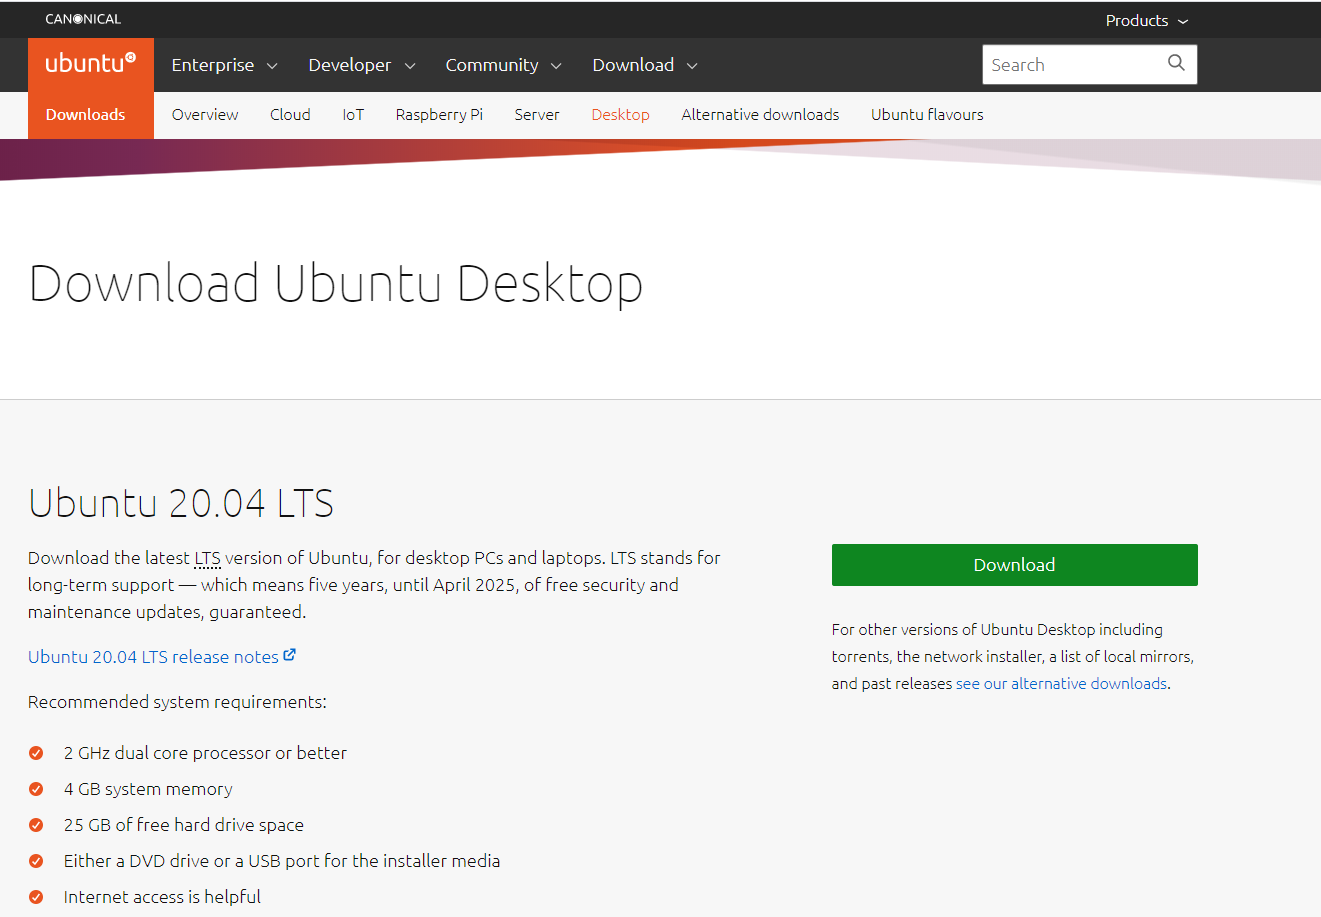 CANONICAL
Products
ubuntu
Enterprise
Developer
Community
Download
Search
Downloads
Overview
Cloud
IoT
Raspberry Pi
Server
Desktop
Alternative downloads
Ubuntu flavours
Download Ubuntu Desktop
Ubuntu 20.04 LTS
Download the latest LTS version of Ubuntu, for desktop PCs and laptops. LTS stands for
long-term support — which means five years, until April 2025, of free security and
maintenance updates, guaranteed.
Ubuntu 20.04 LTS release notes
Recommended system requirements:
2 GHz dual core processor or better
4 GB system memory
25 GB of free hard drive space
Either a DVD drive or a USB port for the installer media
Internet access is helpful
Download
For other versions of Ubuntu Desktop including
torrents, the network installer, a list of local mirrors,
and past releases see our alternative downloads.